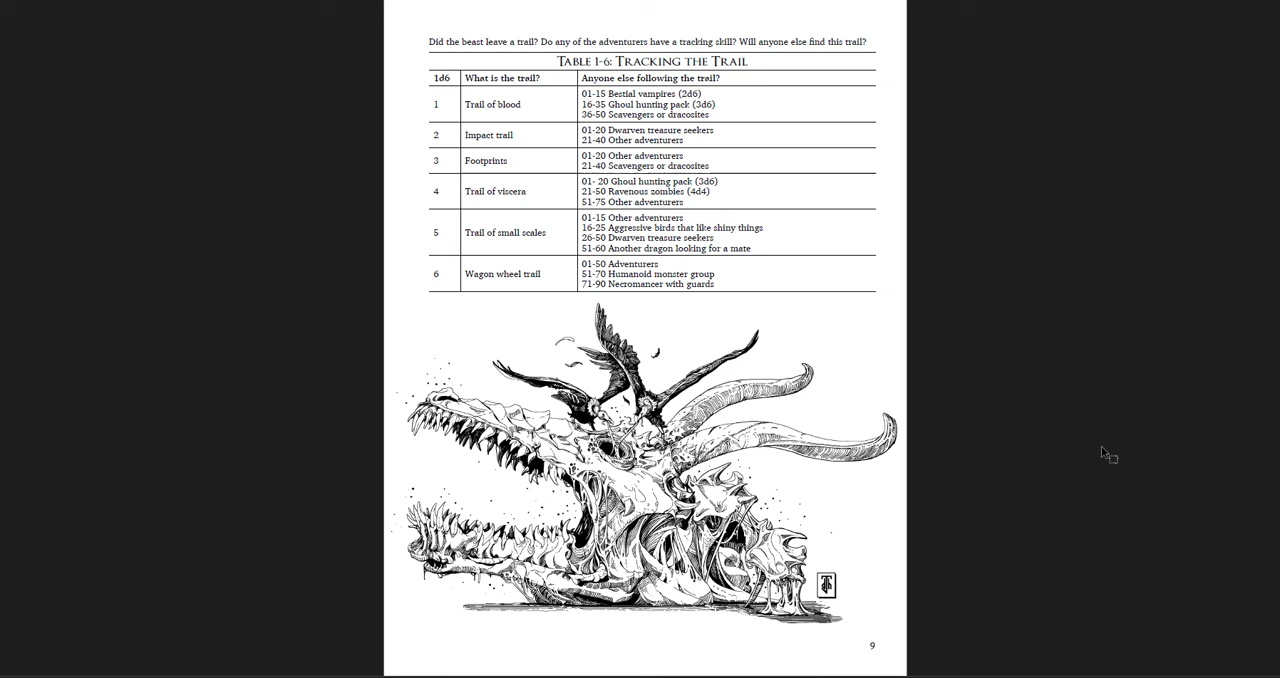 Did the beast leave a trail? Do any of the adventurers have a tracking skill? Will anyone else find this trail?
Table 1-6: Tracking the Trail
1d6 What is the trail? Anyone else following the trail?
1 Trail of blood
01-15 Bestial vampires (2d6)
16-35 Ghoul hunting pack (3d6)
36-50 Scavengers or dracosites
2 Impact trail
01-20 Dwarven treasure seekers
21-40 Other adventurers
3 Footprints
01-20 Other adventurers
21-40 Scavengers or dracosites
4 Trail of viscera
01- 20 Ghoul hunting pack (3d6)
21-50 Ravenous zombies (4d4)
51-75 Other adventurers
5 Trail of small scales
01-15 Other adventurers
16-25 Aggressive birds that like shiny things
26-50 Dwarven treasure seekers
51-60 Another dragon looking for a mate
6 Wagon wheel trail
01-50 Adventurers
51-70 Humanoid monster group
71-90 Necromancer with guards
9